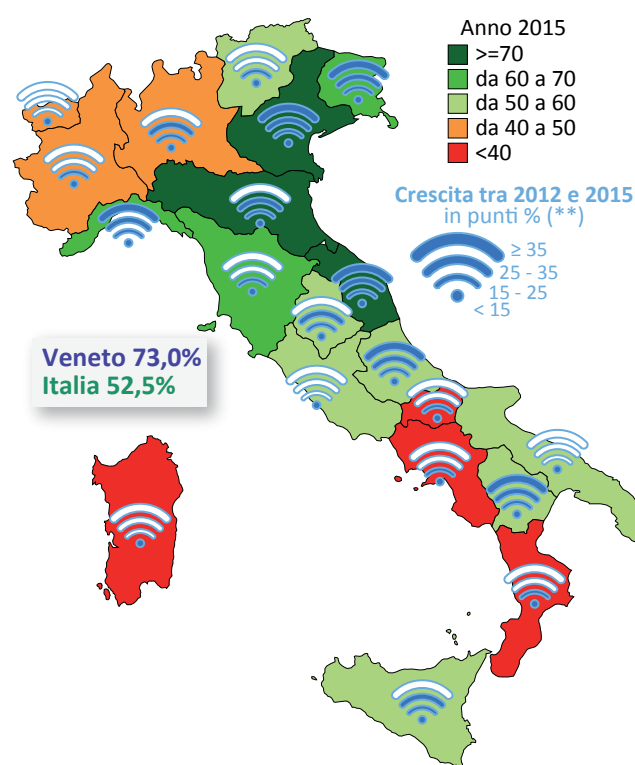 Anno 2015
>=70
da 60 a 70
da 50 a 60
da 40 a 50
<40
Crescita tra 2012 e 2015
in punti % (**)
≥ 35
25 - 35
15 - 25
< 15
Veneto 73,0%
Italia 52,5%